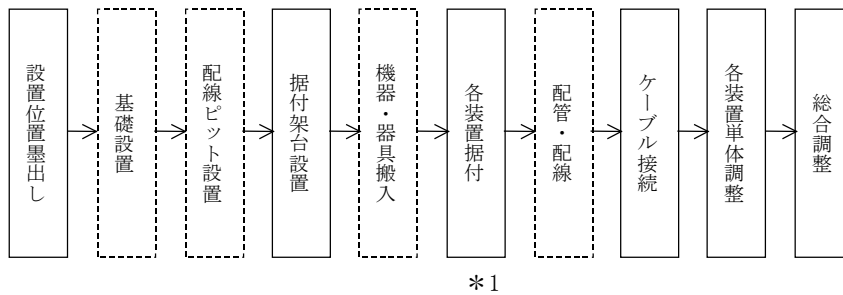 設置位置墨出し
基礎設置
配線ピット設置
据付架台設置
機器・器具搬入
各装置据付
配管・配線
ケーブル接続
各装置単体調整
総合調整
＊1